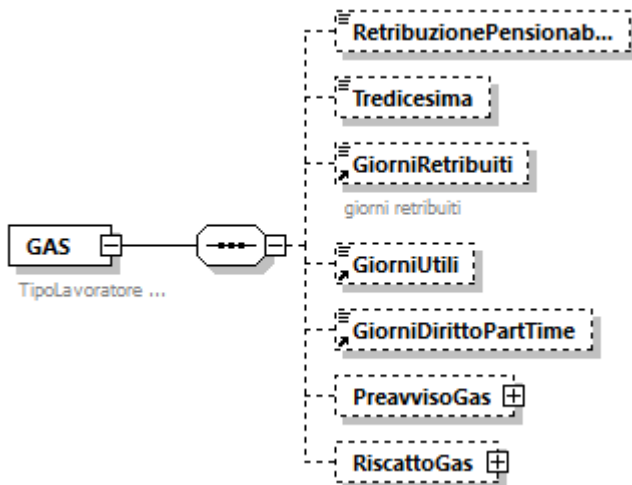 RetribuzionePensionab...
Tredicesima
GiorniRetribuiti
giorni retribuiti
GAS
TipoLavoratore ...
GiorniUtili
GiorniDirittoPartTime
PreavvisoGas
RiscattoGas